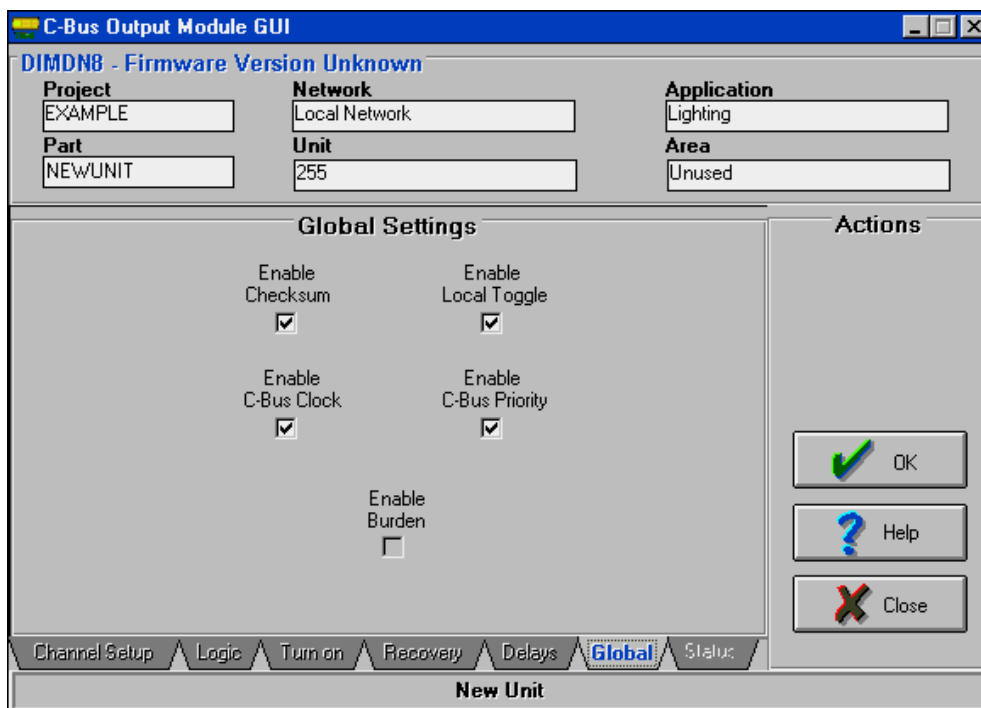 C-Bus Output Module GUI
DIMDN8 - Firmware Version Unknown
Project
Network
Application
EXAMPLE
Local Network
Lighting
Part
Unit
Area
NEWUNIT
255
Unused
Global Settings
Actions
Enable
Checksum
Enable
Local Toggle
Enable
C-Bus Clock
Enable
C-Bus Priority
Enable
Burden
OK
Help
Close
Channel Setup
Logic
Turn on
Recovery
Delays
Global
Status
New Unit